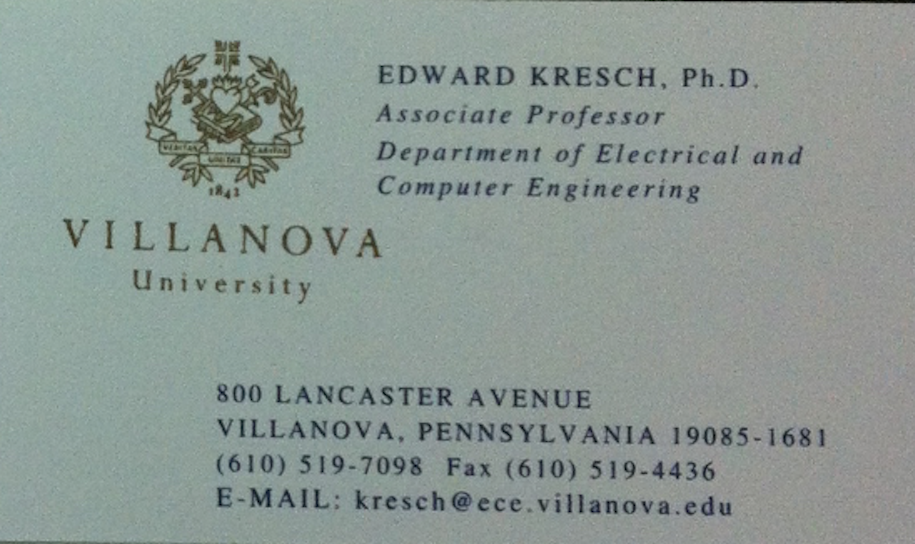 VERITAS UNITAS CARITAS
1842
VILLANOVA
University
EDWARD KRESCH, Ph.D.
Associate Professor
Department of Electrical and
Computer Engineering
800 LANCASTER AVENUE
VILLANOVA, PENNSYLVANIA 19085-1681
(610) 519-7098 Fax (610) 519-4436
E-MAIL: kresch@ece.villanova.edu